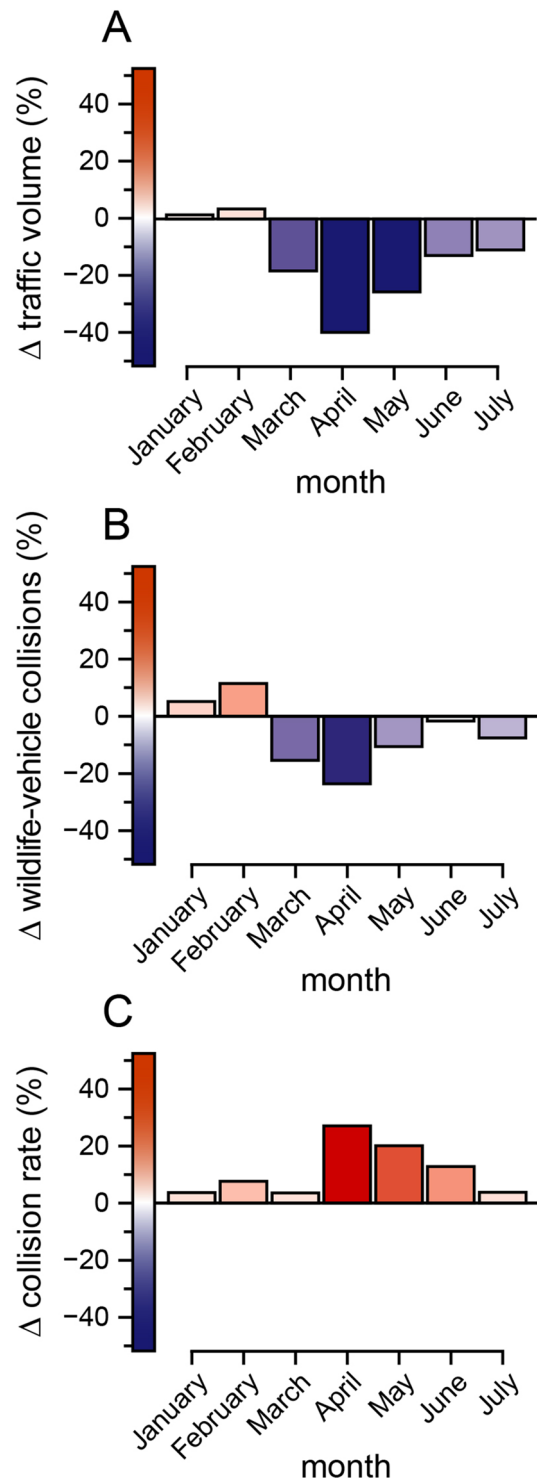 A
Δ traffic volume (%)
40
20
0
−20
−40
January
February
March
April
May
June
July
month
B
Δ wildlife-vehicle collisions (%)
40
20
0
−20
−40
January
February
March
April
May
June
July
month
C
Δ collision rate (%)
40
20
0
−20
−40
January
February
March
April
May
June
July
month